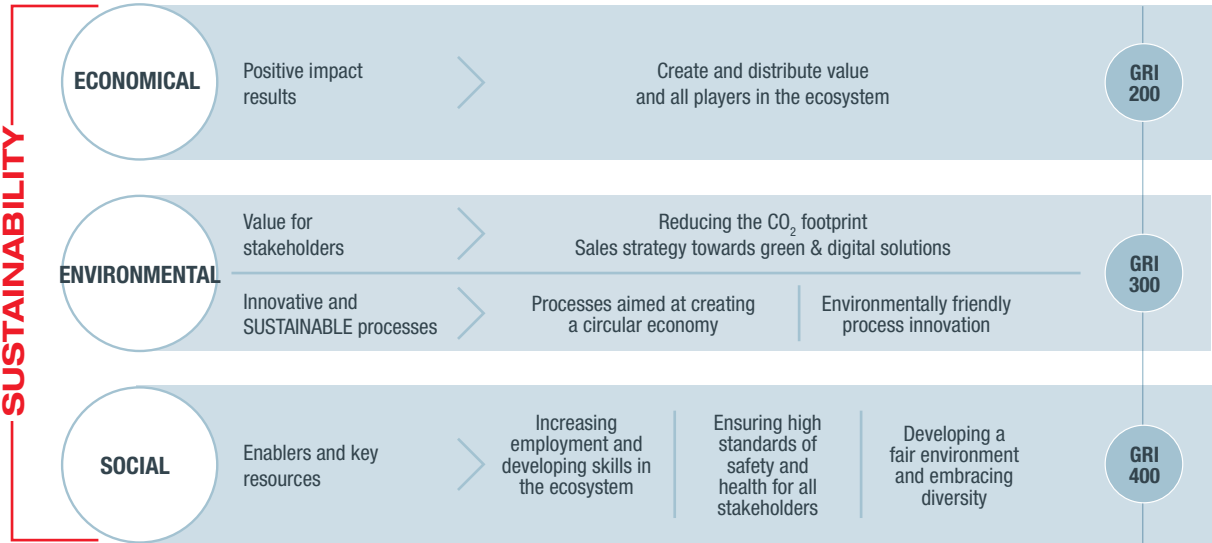 SUSTAINABILITY
ECONOMICAL
Positive impact
results
Create and distribute value
and all players in the ecosystem
GRI
200
ENVIRONMENTAL
Value for
stakeholders
Reducing the CO₂ footprint
Sales strategy towards green & digital solutions
Innovative and
SUSTAINABLE processes
Processes aimed at creating
a circular economy
Environmentally friendly
process innovation
GRI
300
SOCIAL
Enablers and key
resources
Increasing
employment and
developing skills in
the ecosystem
Ensuring high
standards of
safety and
health for all
stakeholders
Developing a
fair environment
and embracing
diversity
GRI
400